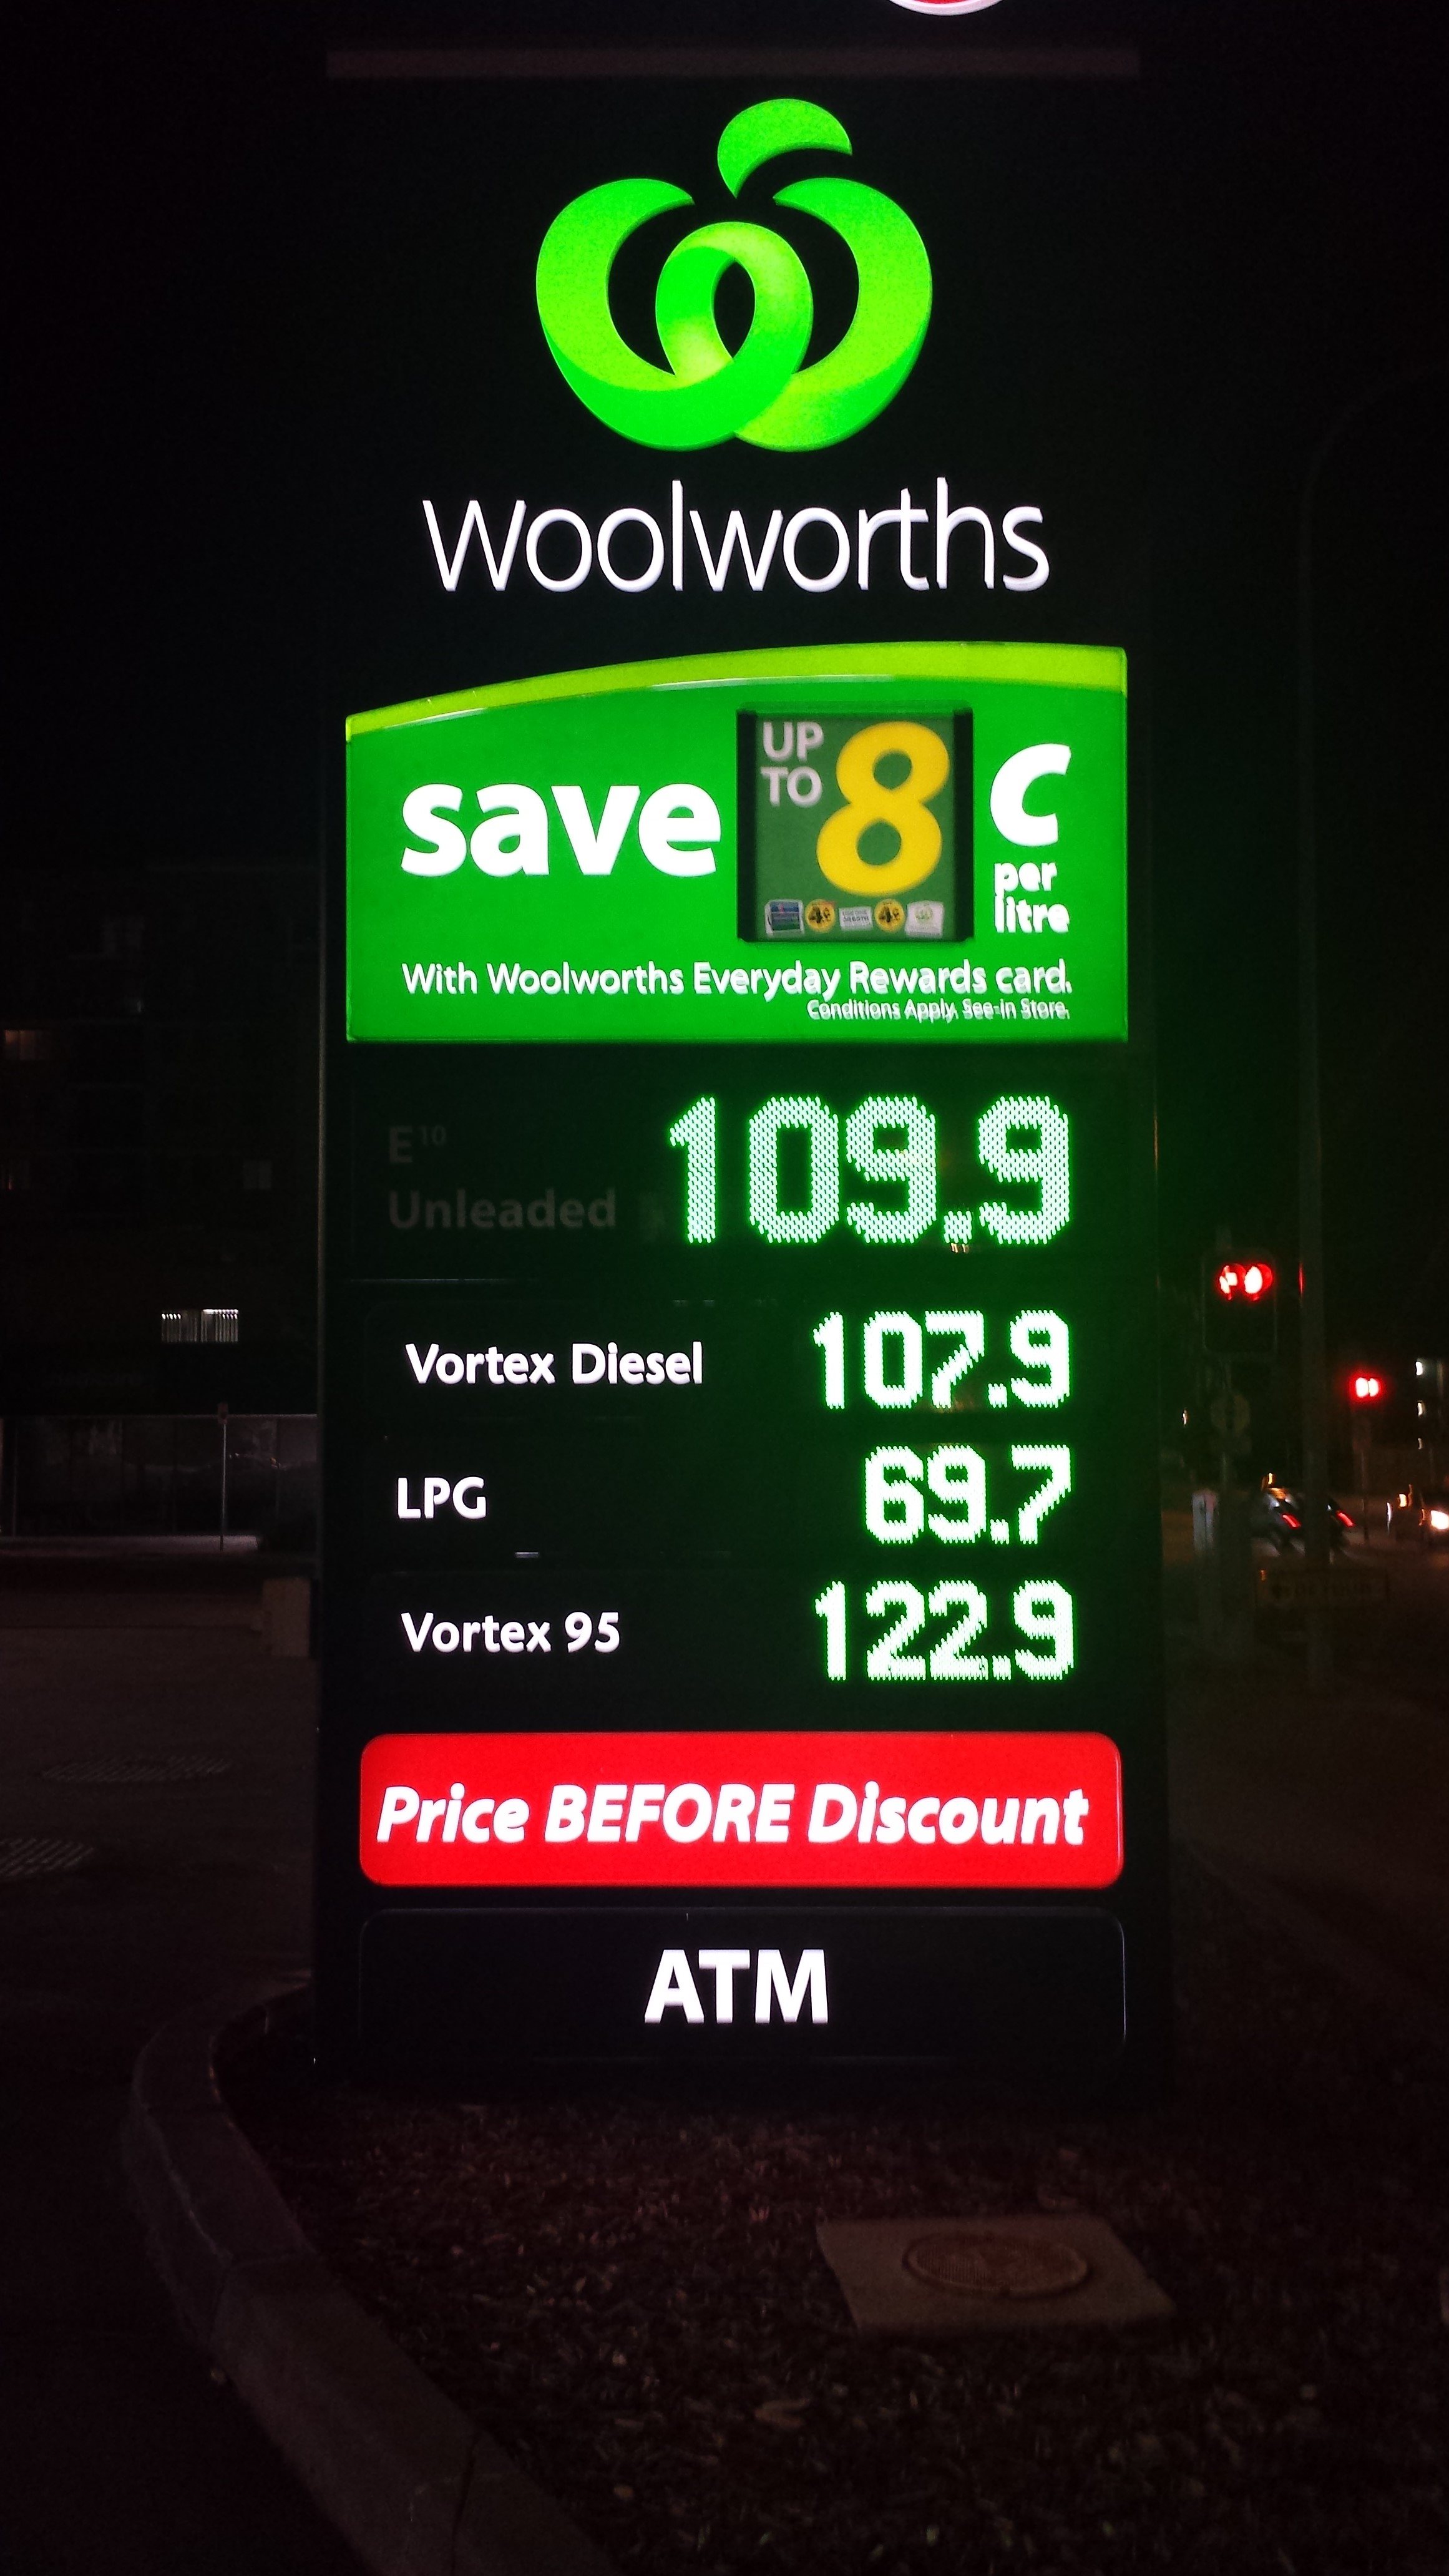 Woolworths
save UP TO 8 c per litre
With Woolworths Everyday Rewards card.
Conditions Apply. See in Store.
E10 Unleaded 109.9
Vortex Diesel 107.9
LPG 69.7
Vortex 95 122.9
Price BEFORE Discount
ATM